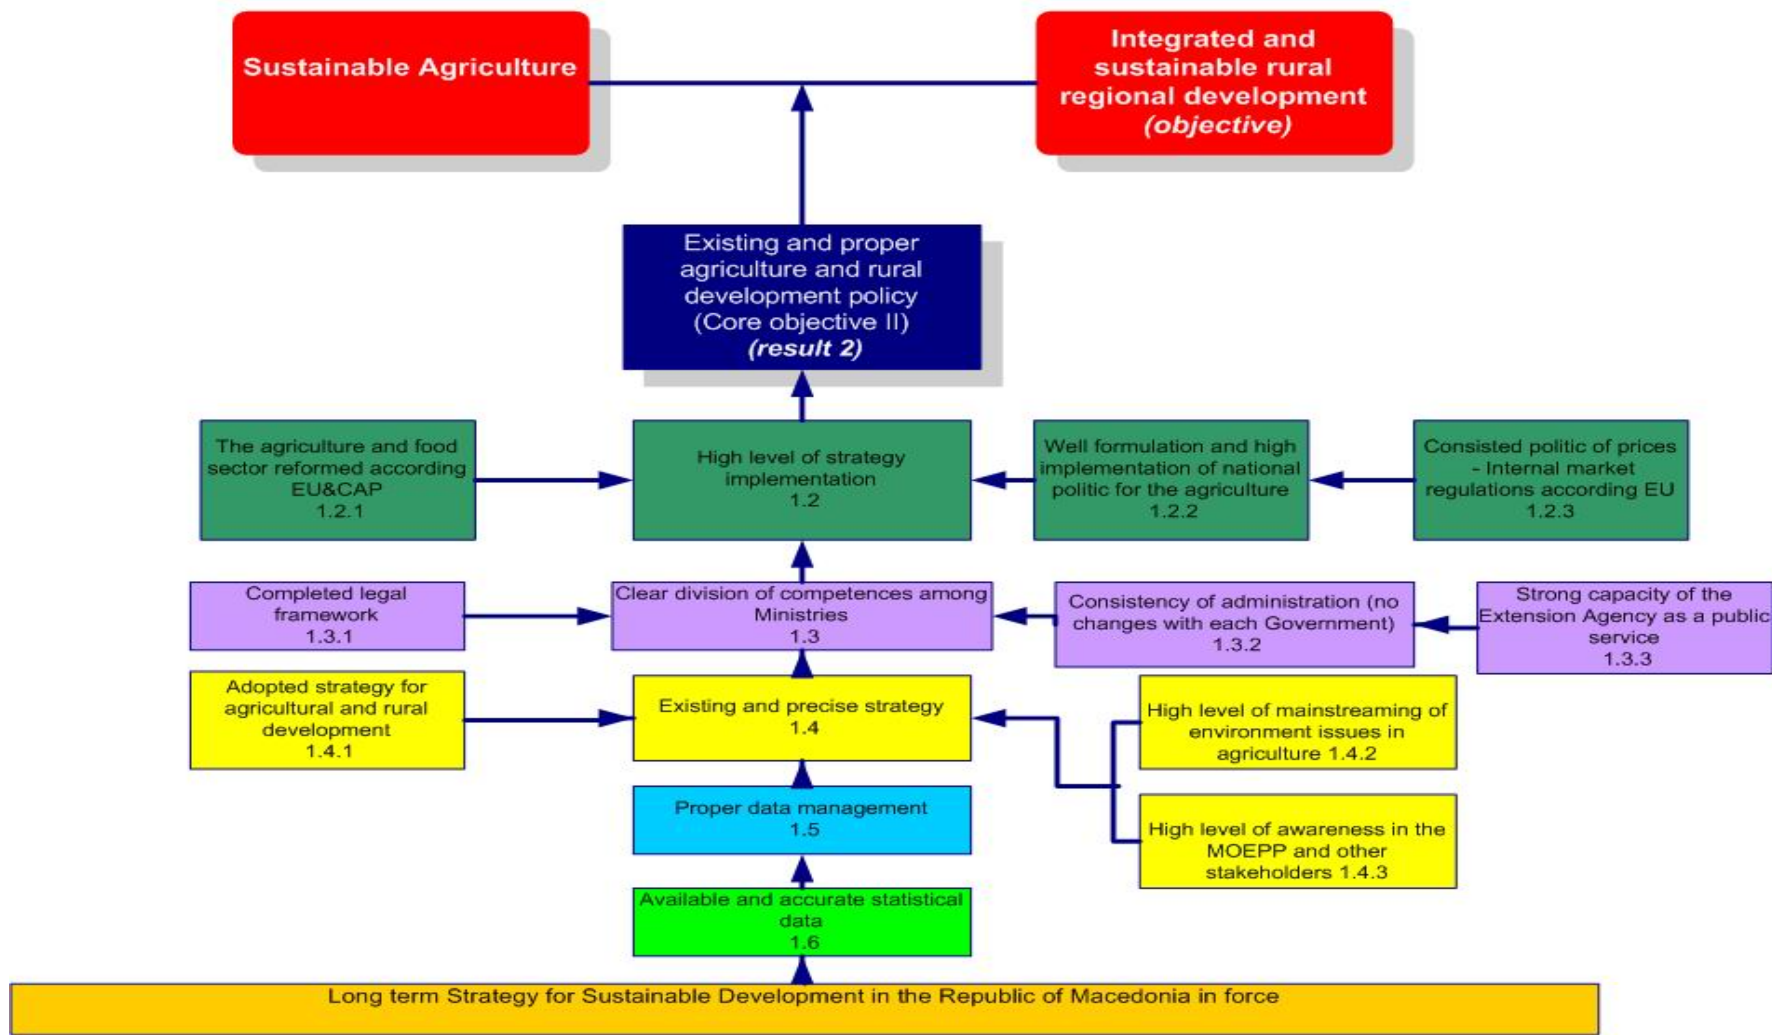 Sustainable Agriculture
Integrated and
sustainable rural
regional development
(objective)
Existing and proper
agriculture and rural
development policy
(Core objective II)
(result 2)
The agriculture and food
sector reformed according
EU&CAP
1.2.1
High level of strategy
implementation
1.2
Well formulation and high
implementation of national
politic for the agriculture
1.2.2
Consisted politic of prices
- Internal market
regulations according EU
1.2.3
Completed legal
framework
1.3.1
Clear division of competences among
Ministries
1.3
Consistency of administration (no
changes with each Government)
1.3.2
Strong capacity of the
Extension Agency as a public
service
1.3.3
Adopted strategy for
agricultural and rural
development
1.4.1
Existing and precise strategy
1.4
High level of mainstreaming of
environment issues in
agriculture 1.4.2
Proper data management
1.5
High level of awareness in the
MOEPP and other
stakeholders 1.4.3
Available and accurate statistical
data
1.6
Long term Strategy for Sustainable Development in the Republic of Macedonia in force